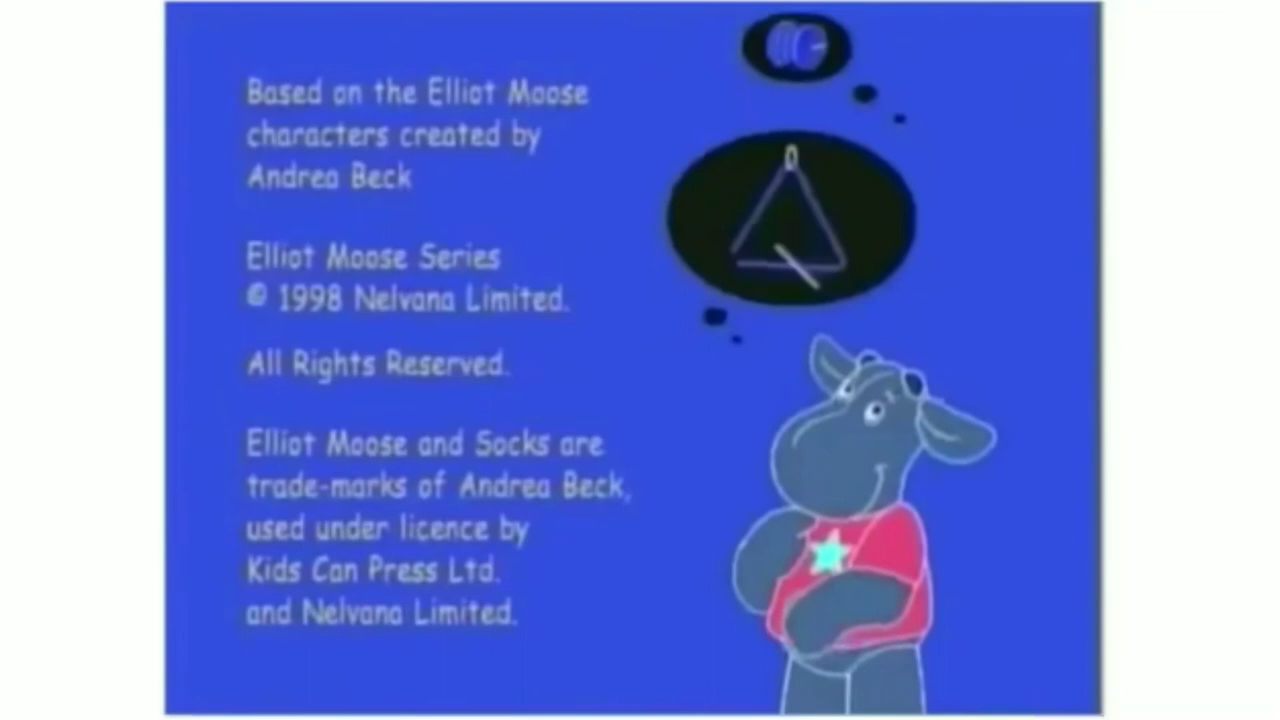 Based on the Elliot Moose
characters created by
Andrea Beck
Elliot Moose Series
© 1998 Nelvana Limited.
All Rights Reserved.
Elliot Moose and Socks are
trade-marks of Andrea Beck,
used under licence by
Kids Can Press Ltd.
and Nelvana Limited.